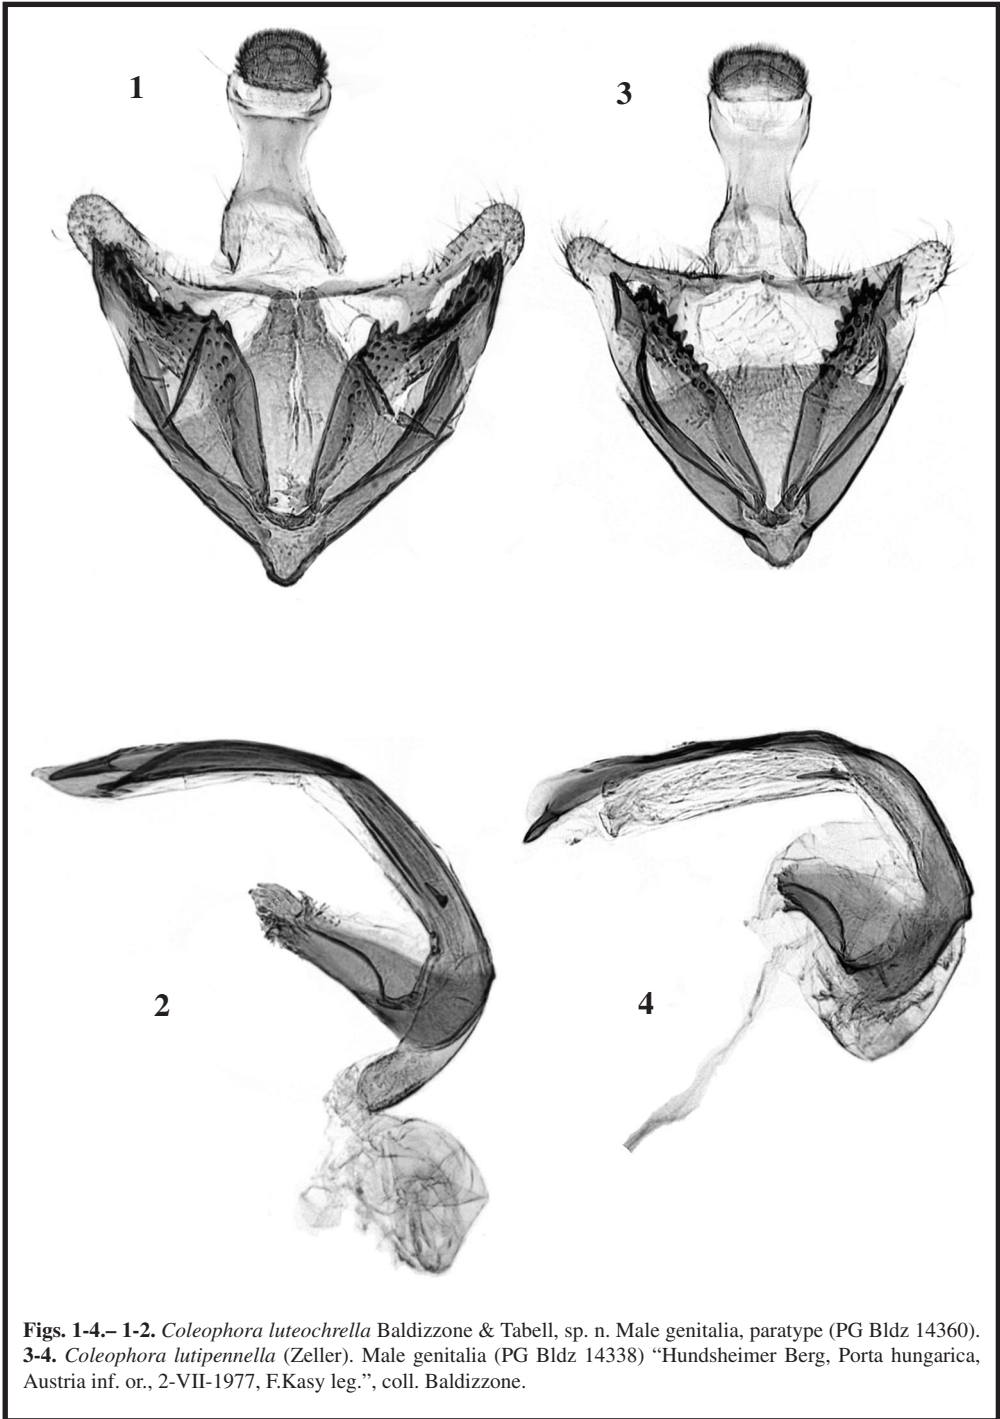 1
3
2
4
Figs. 1-4.– 1-2. Coleophora luteochrella Baldizzone & Tabell, sp. n. Male genitalia, paratype (PG Bldz 14360).
3-4. Coleophora lutipennella (Zeller). Male genitalia (PG Bldz 14338) “Hundsheimer Berg, Porta hungarica,
Austria inf. or., 2-VII-1977, F.Kasy leg.”, coll. Baldizzone.